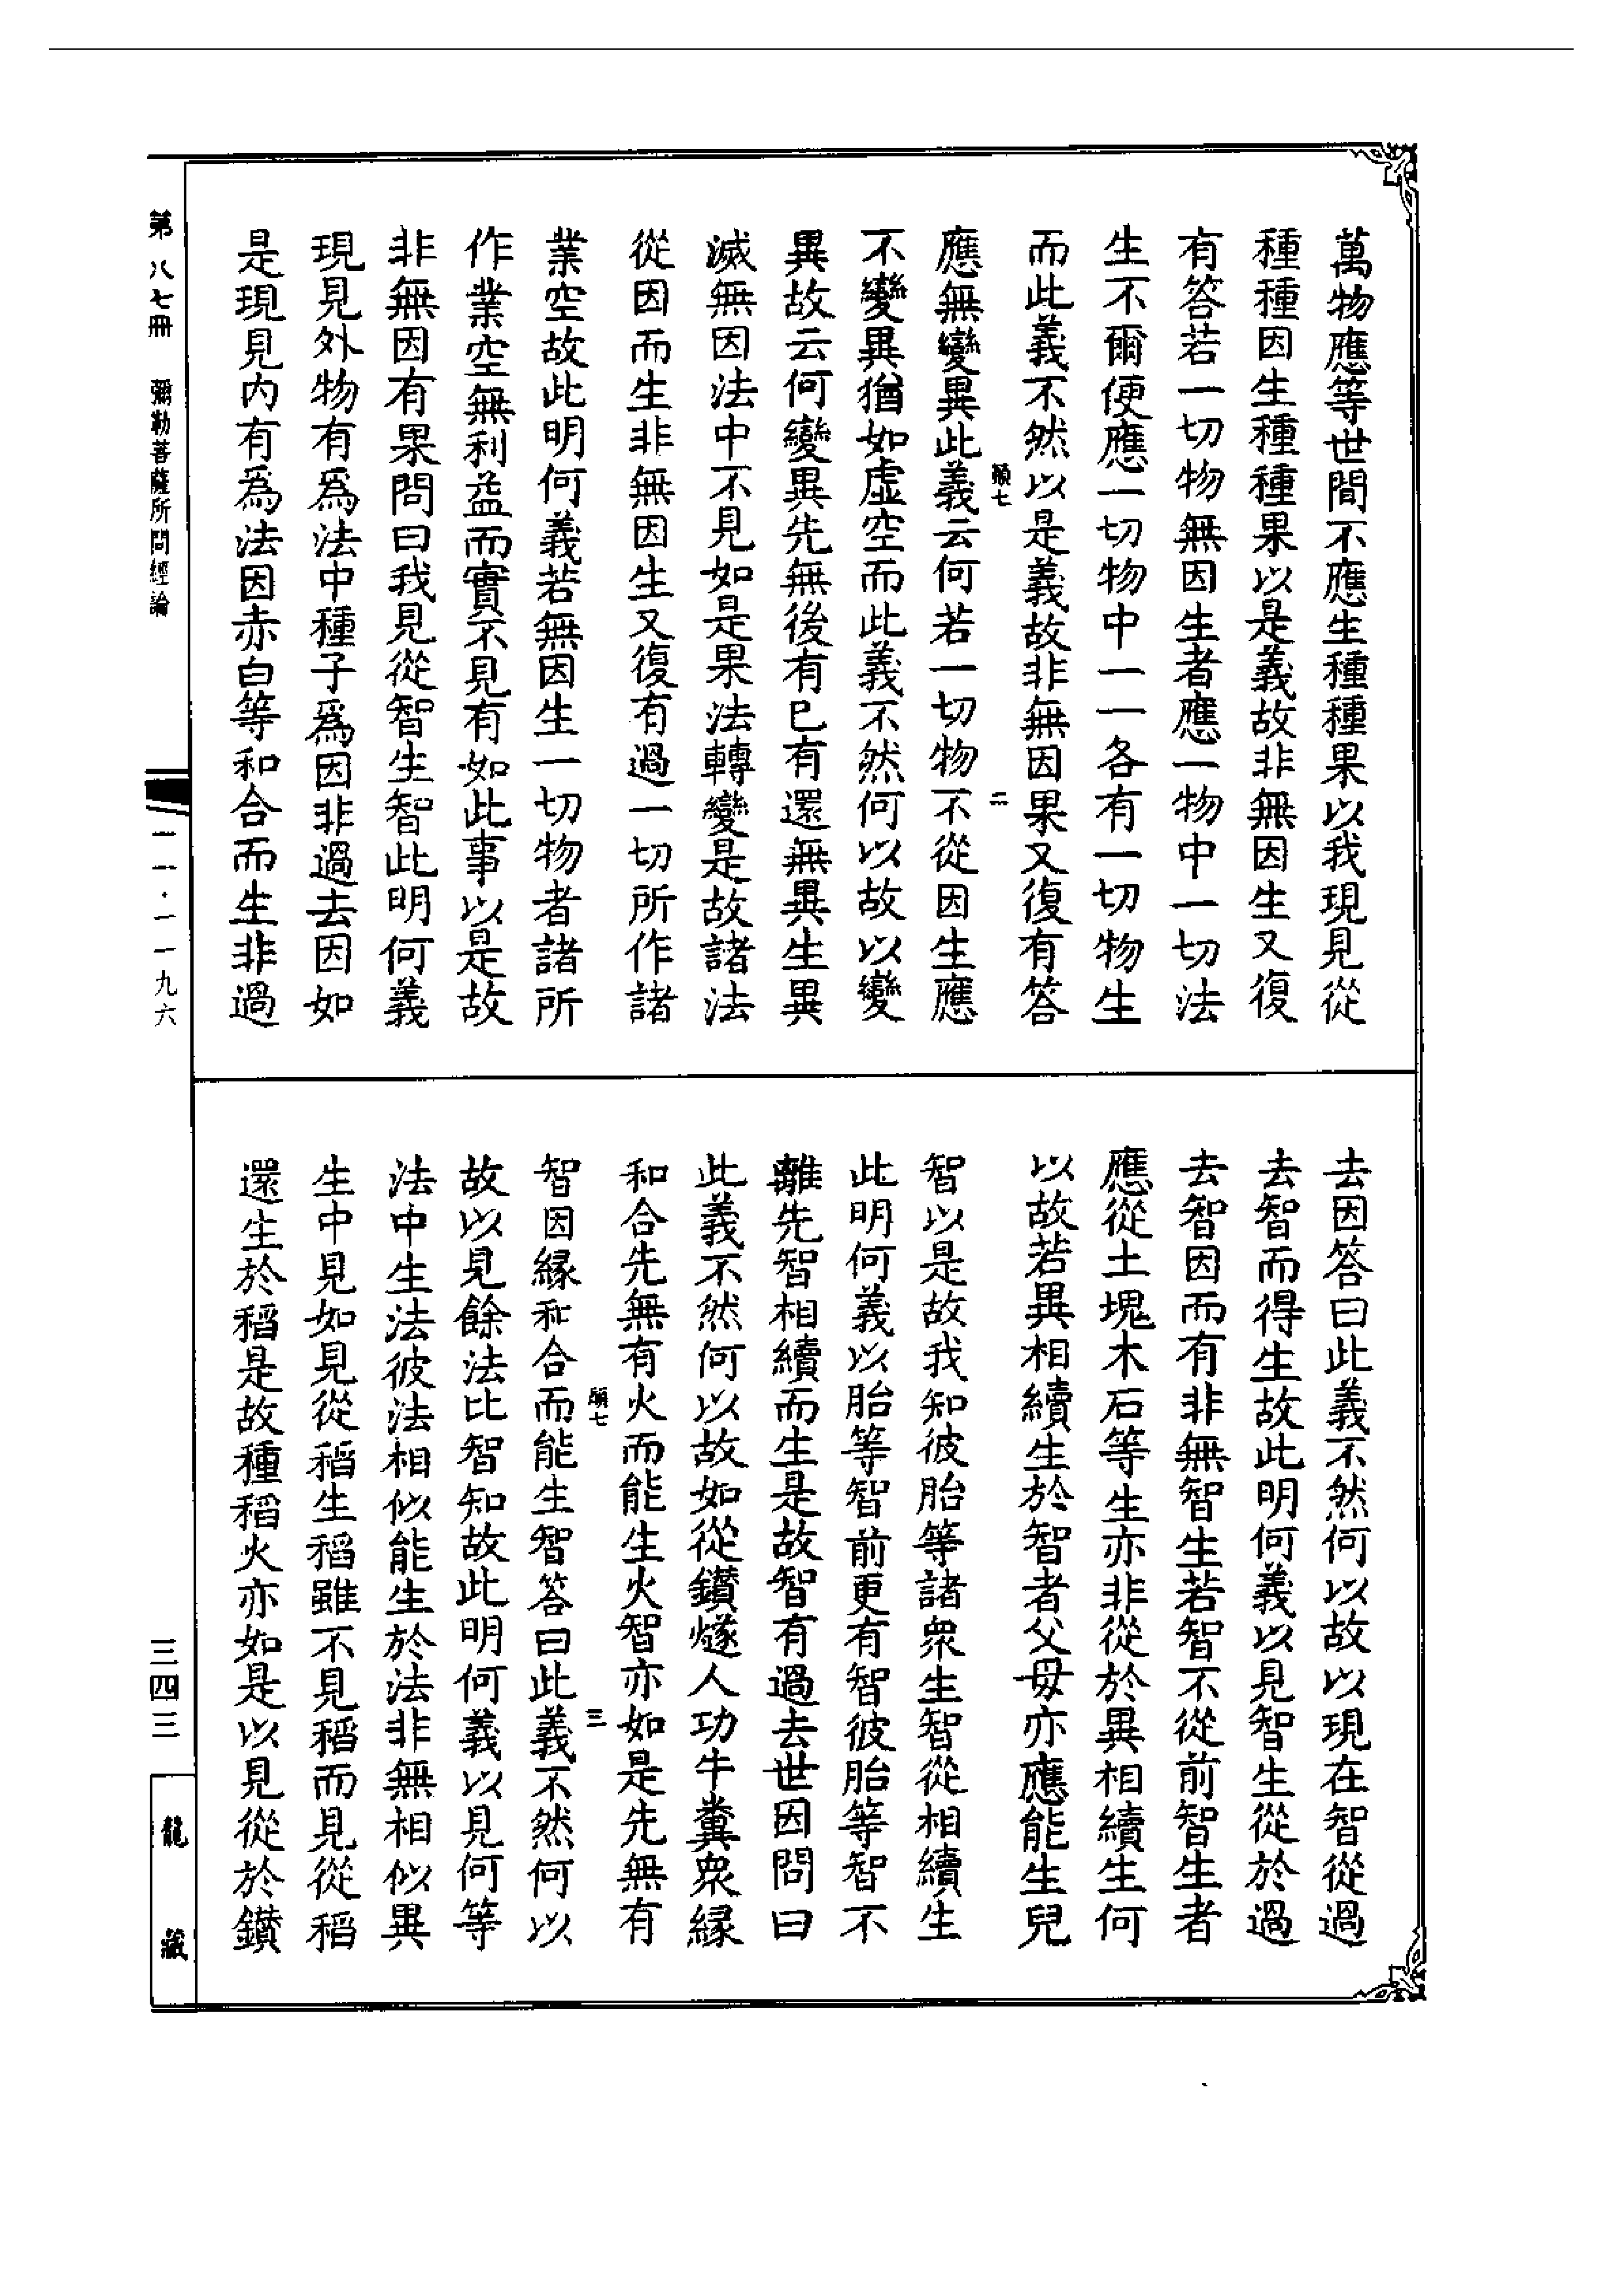 萬物應等世間不應生種種果以我現見從
種種因生種種果以是義故非無因生又復
有答若一切物無因生者應一物中一切法
生不爾便應一切物中一一各有一切物生
而此義不然以是義故非無因果又復有答
應無變異此義云何若一切物不從因生應
不變異猶如虛空而此義不然何以故以變
異故云何變異先無後有已有還無異生異
滅無因法中不見如是果法轉變是故諸法
從因而生非無因生又復有過一切所作諸
業空故此明何義若無因生一切物者諸所
作業空無利益而實不見有如此事以是故
非無因有果問曰我見從智生智此明何義
現見外物有爲法中種子爲因非過去因如
是現見內有爲法因赤白等和合而生非過
去因答曰此義不然何以故以現在智從過
去智而得生故此明何義以見智生從於過
去智因而有非無智生若智不從前智生者
應從土塊木石等生亦非從於異相續生何
以故若異相續生於智者父母亦應能生兒
智以是故我知彼胎等諸衆生智從相續生
此明何義以胎等智前更有智彼胎等智不
離先智相續而生是故智有過去世因問曰
此義不然何以故如從鑚燧人功牛糞衆緣
和合先無有火而能生火智亦如是先無有
智因緣和合而能生智答曰此義不然何以
故以見餘法比智知故此明何義以見何等
法中生法彼法相似能生於法非無相似異
生中見如見從稻生稻雖不見稻而見從稻
還生於稻是故種稻火亦如是以見從於鑚
第八七冊 彌勒菩薩所問經論
一一·一一九六
三四三
龍藏
二
三